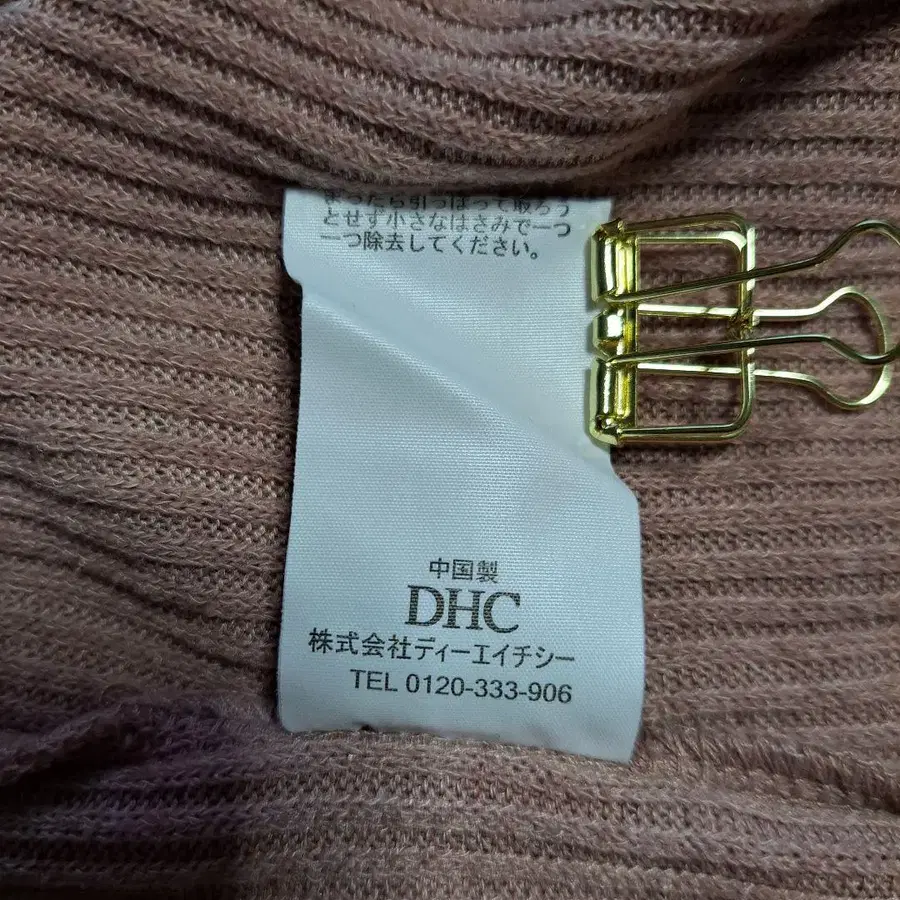 まったら引っぱって取ろう
とせず小さなはさみで一つ
一つ除去してください。
中国製
DHC
株式会社ディーエイチシー
TEL 0120-333-906